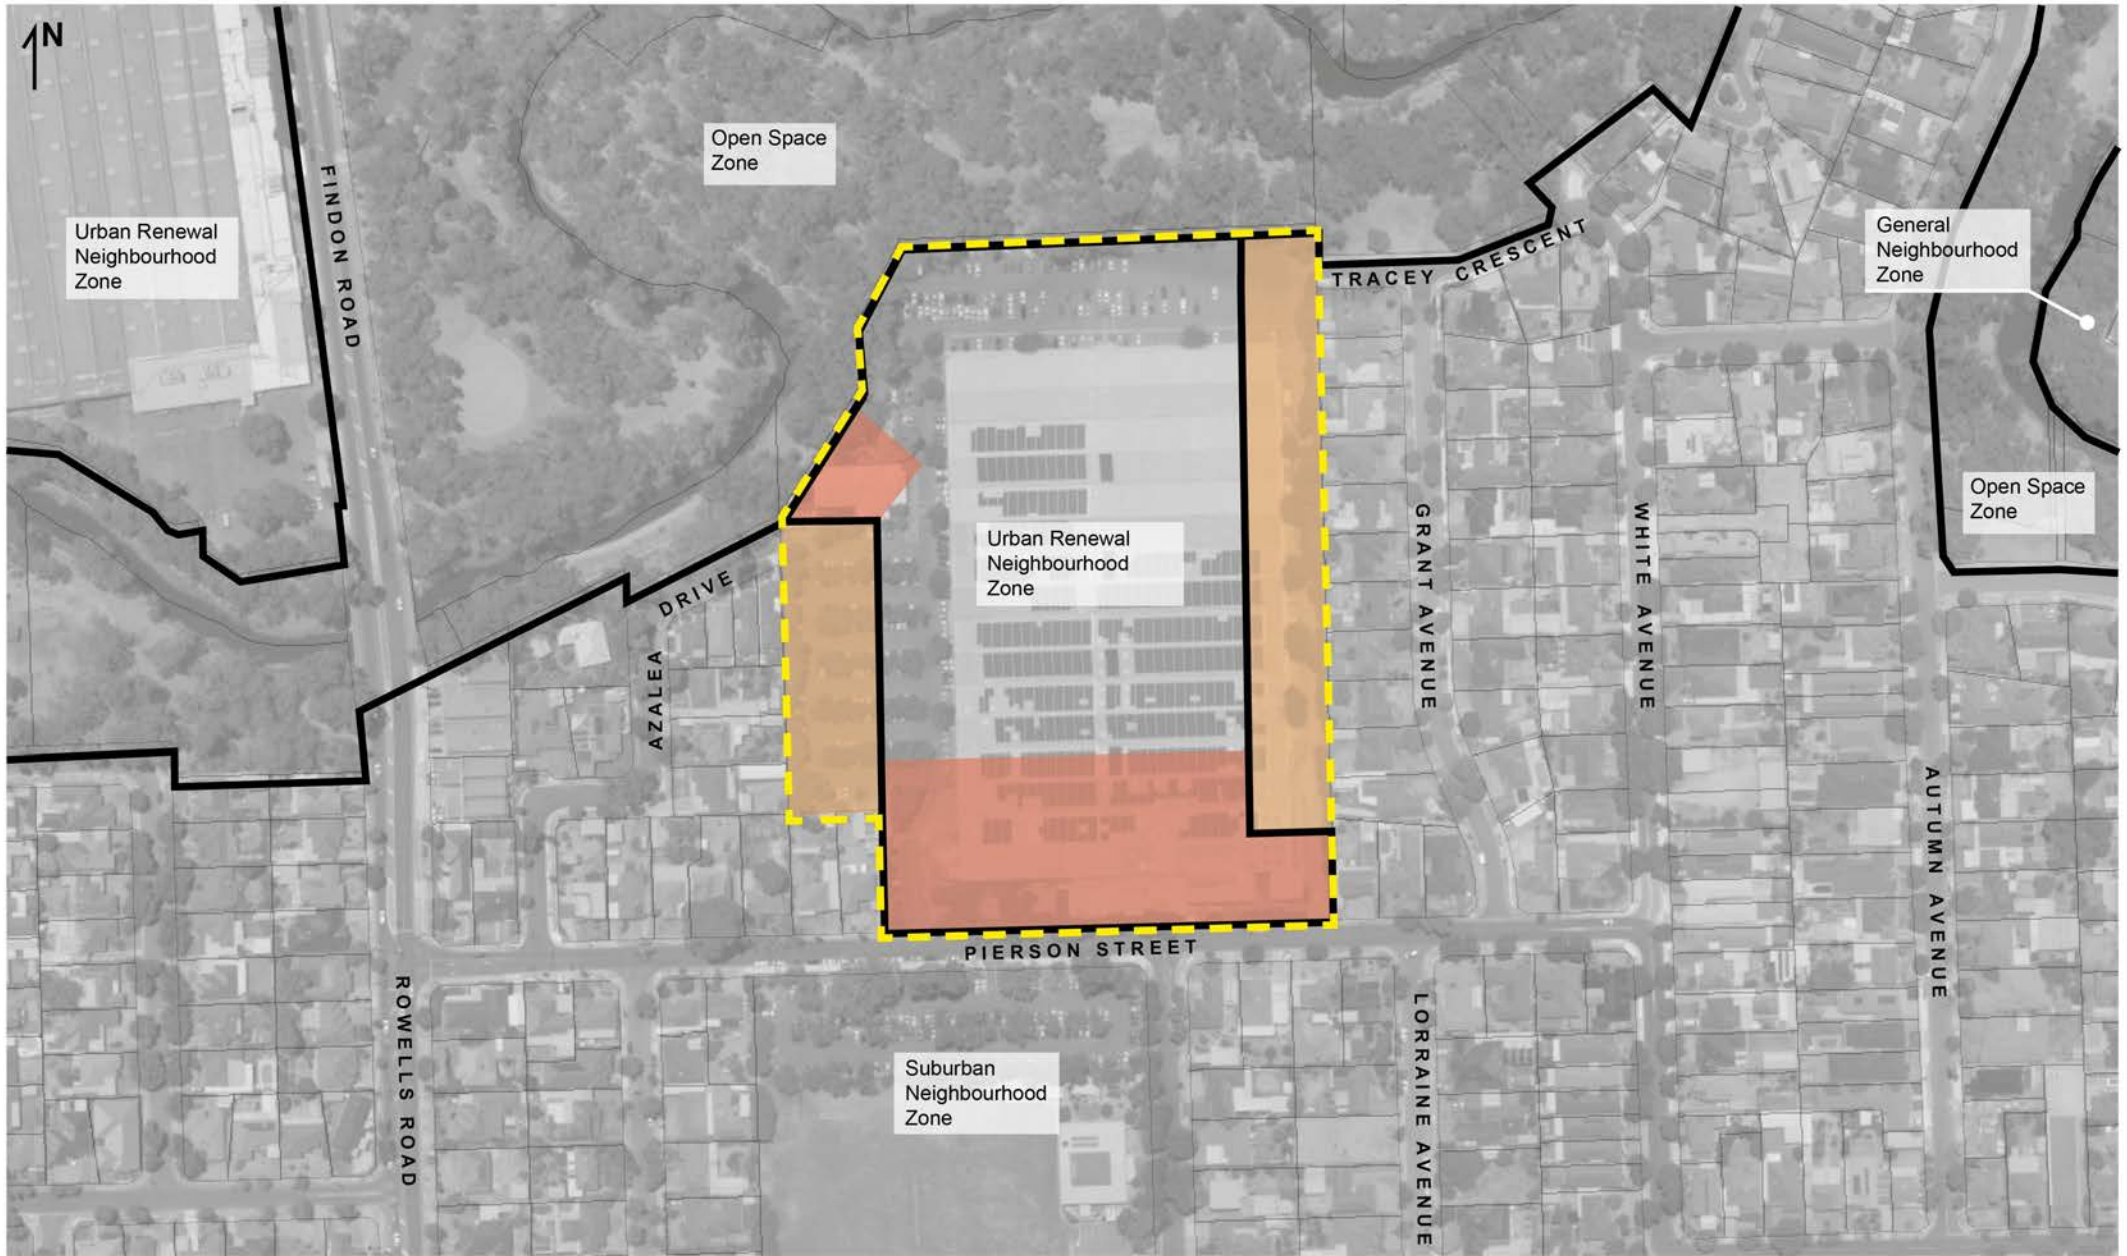 N
Open Space
Zone
Urban Renewal
Neighbourhood
Zone
FINDON ROAD
General
Neighbourhood
Zone
TRACEY CRESCENT
Open Space
Zone
Urban Renewal
Neighbourhood
Zone
GRANT AVENUE
WHITE AVENUE
AZALEA DRIVE
AUTUMN AVENUE
PIERSON STREET
ROWELLS ROAD
LORRAINE AVENUE
Suburban
Neighbourhood
Zone